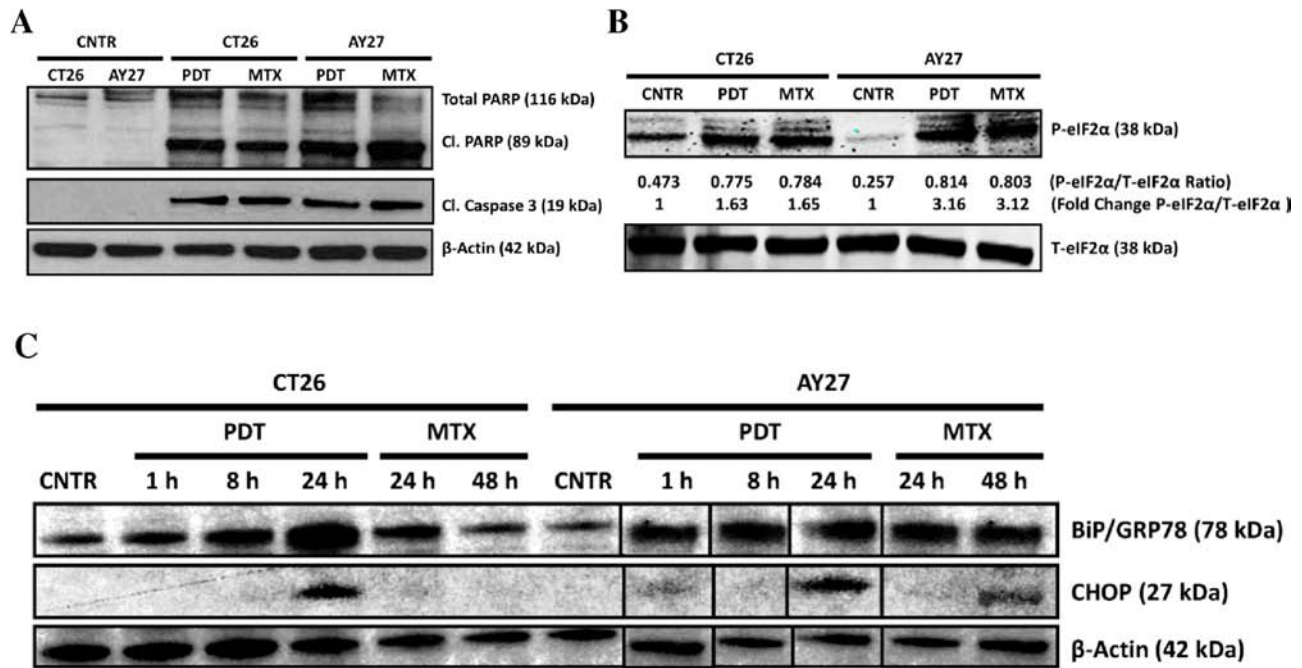 A
CNTR CT26 AY27
CT26 AY27 PDT MTX PDT MTX
Total PARP (116 kDa)
Cl. PARP (89 kDa)
Cl. Caspase 3 (19 kDa)
β-Actin (42 kDa)
B
CT26 AY27
CNTR PDT MTX CNTR PDT MTX
P-eIF2α (38 kDa)
0.473 0.775 0.784 0.257 0.814 0.803 (P-eIF2α/T-eIF2α Ratio)
1 1.63 1.65 1 3.16 3.12 (Fold Change P-eIF2α/T-eIF2α )
T-eIF2α (38 kDa)
C
CT26 AY27
PDT MTX PDT MTX
CNTR 1 h 8 h 24 h 24 h 48 h CNTR 1 h 8 h 24 h 24 h 48 h
BiP/GRP78 (78 kDa)
CHOP (27 kDa)
β-Actin (42 kDa)